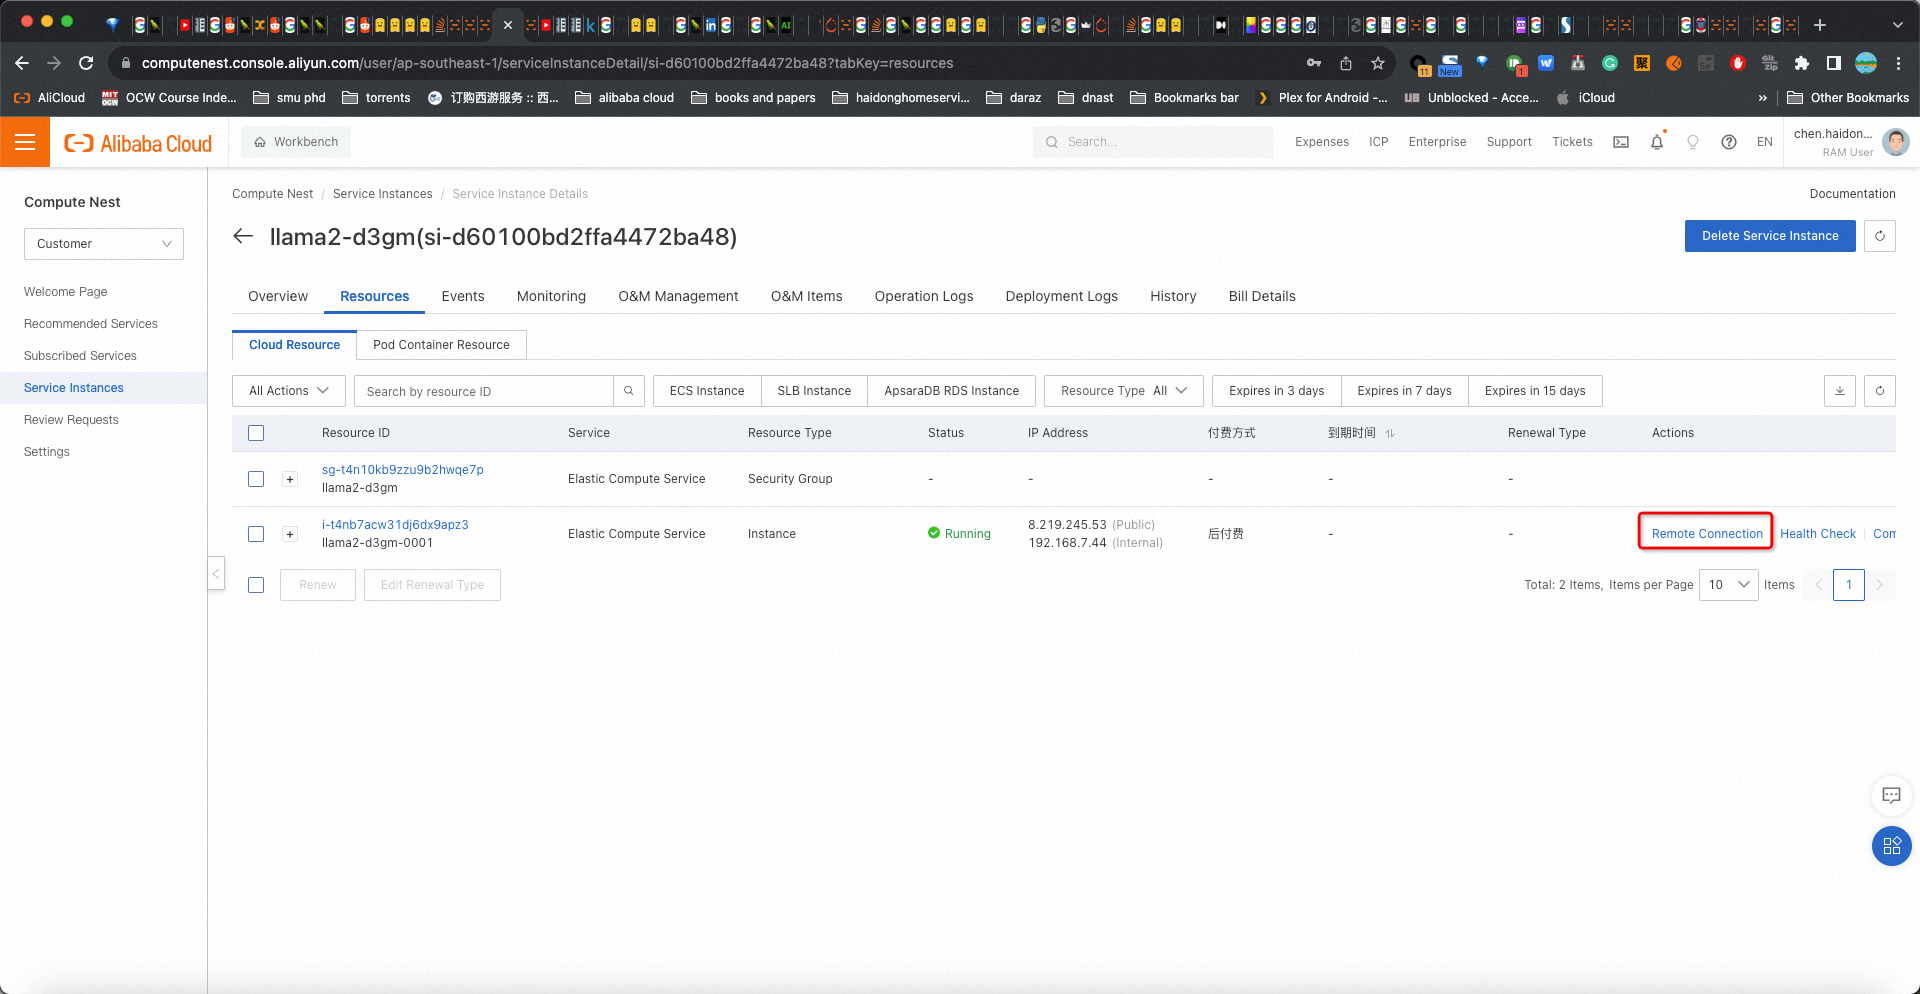 computenest.console.aliyun.com/user/ap-southeast-1/serviceInstanceDetail/si-d60100bd2ffa4472ba48?tabKey=resources
11 New 1
AliCloud OCW Course Inde... smu phd torrents 订购西游服务 :: 西... alibaba cloud books and papers haidonghomeservi... daraz dnast Bookmarks bar Plex for Android -... Unblocked - Acce... iCloud » Other Bookmarks
Alibaba Cloud Workbench Search... Expenses ICP Enterprise Support Tickets EN chen.haidon...
RAM User
Compute Nest
Customer
Welcome Page
Recommended Services
Subscribed Services
Service Instances
Review Requests
Settings
Compute Nest / Service Instances / Service Instance Details Documentation
llama2-d3gm(si-d60100bd2ffa4472ba48) Delete Service Instance
Overview Resources Events Monitoring O&M Management O&M Items Operation Logs Deployment Logs History Bill Details
Cloud Resource Pod Container Resource
All Actions Search by resource ID ECS Instance SLB Instance ApsaraDB RDS Instance Resource Type All Expires in 3 days Expires in 7 days Expires in 15 days
Resource ID Service Resource Type Status IP Address 付费方式 到期时间 Renewal Type Actions
sg-t4n10kb9zzu9b2hwqe7p
llama2-d3gm Elastic Compute Service Security Group - - - - -
i-t4nb7acw31dj6dx9apz3
llama2-d3gm-0001 Elastic Compute Service Instance Running 8.219.245.53 (Public)
192.168.7.44 (Internal) 后付费 - - Remote Connection Health Check Com
Renew Edit Renewal Type Total: 2 Items, Items per Page 10 Items 1